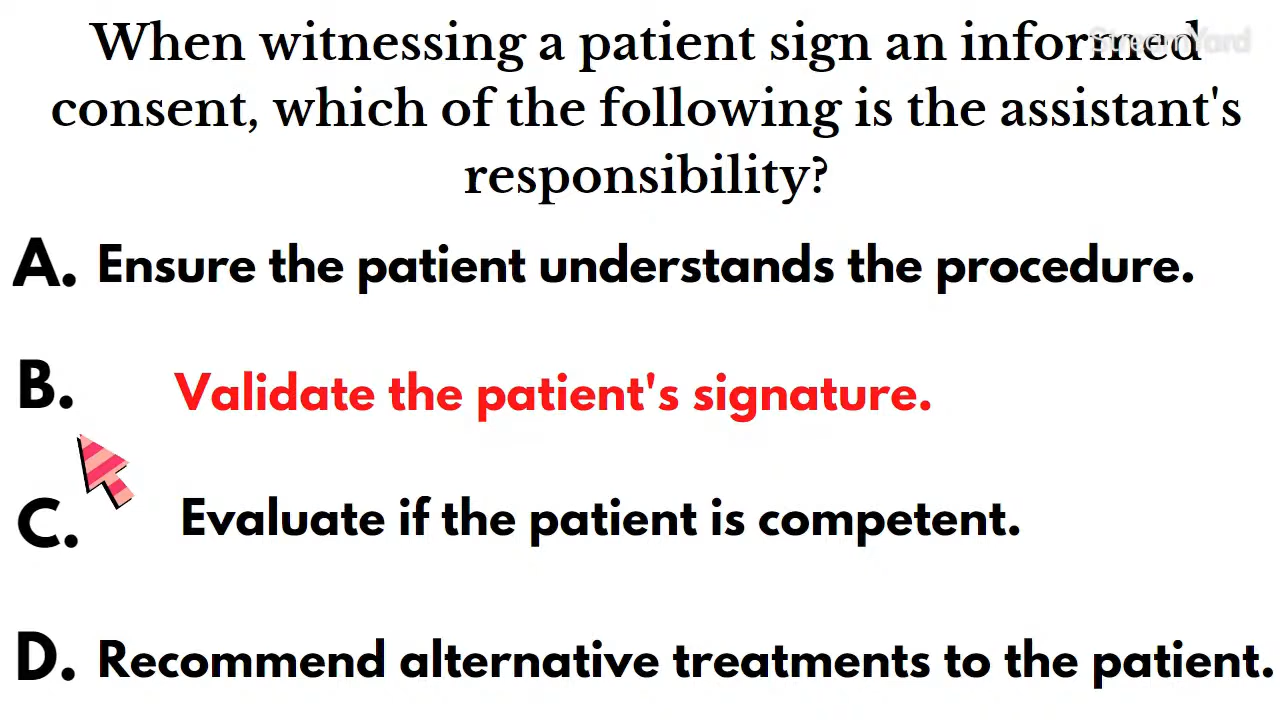 When witnessing a patient sign an informed
StreamYard
consent, which of the following is the assistant's
responsibility?
A. Ensure the patient understands the procedure.
B. Validate the patient's signature.
C. Evaluate if the patient is competent.
D. Recommend alternative treatments to the patient.